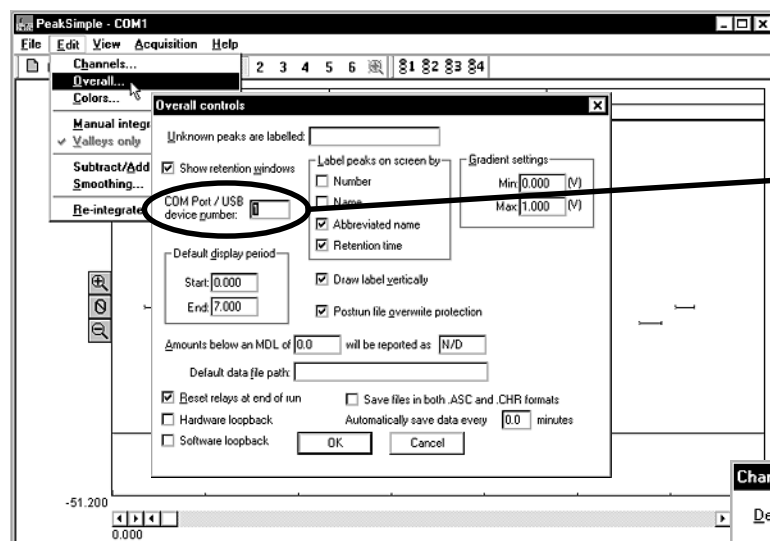 PeakSimple - COM1
File Edit View Acquisition Help
2 3 4 5 6 1 2 3 4
Channels...
Overall...
Colors...
Manual integr
Valleys only
Subtract/Add
Smoothing...
Re-integrate
Overall controls
Unknown peaks are labelled:
Show retention windows
COM Port / USB
device number: 1
Label peaks on screen by
Number
Name
Abbreviated name
Retention time
Gradient settings
Min: 0.000 (V)
Max: 1.000 (V)
Default display period
Start: 0.000
End: 7.000
Draw label vertically
Postrun file overwrite protection
Amounts below an MDL of 0.0 will be reported as N/D
Default data file path:
Reset relays at end of run
Save files in both .ASC and .CHR formats
Hardware loopback
Automatically save data every 0.0 minutes
Software loopback
OK
Cancel
-51.200
0.000
Char
De